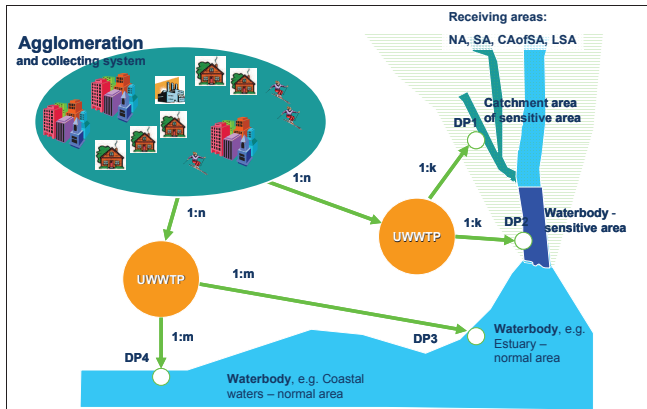 Receiving areas:
NA, SA, CAofSA, LSA
Agglomeration
and collecting system
Catchment area
of sensitive area
DP1
1:k
1:n
1:n
UWWTP
1:k
DP2
Waterbody -
sensitive area
UWWTP
1:m
1:m
DP3
DP4
Waterbody, e.g.
Estuary –
normal area
Waterbody, e.g. Coastal
waters – normal area